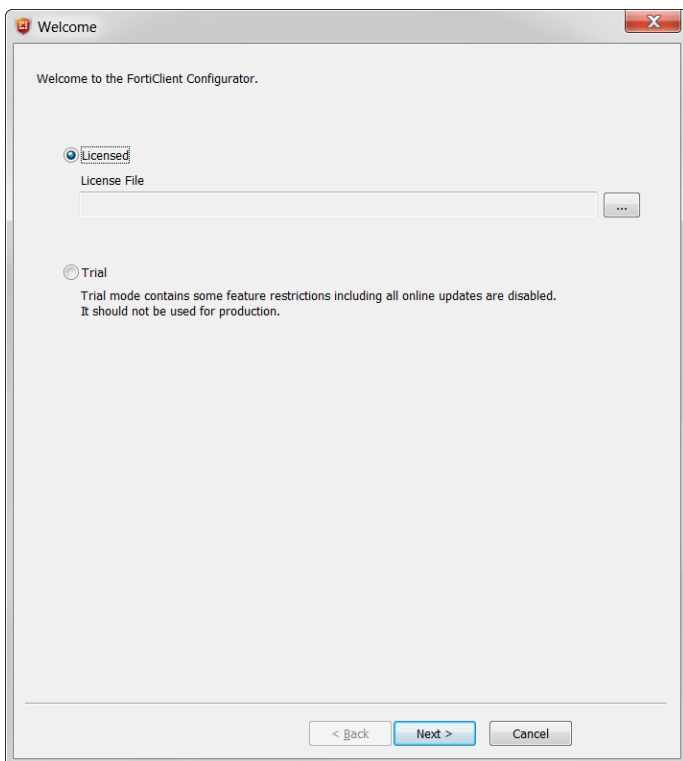 Welcome
Welcome to the FortiClient Configurator.
Licensed
License File
...
Trial
Trial mode contains some feature restrictions including all online updates are disabled.
It should not be used for production.
< Back
Next >
Cancel